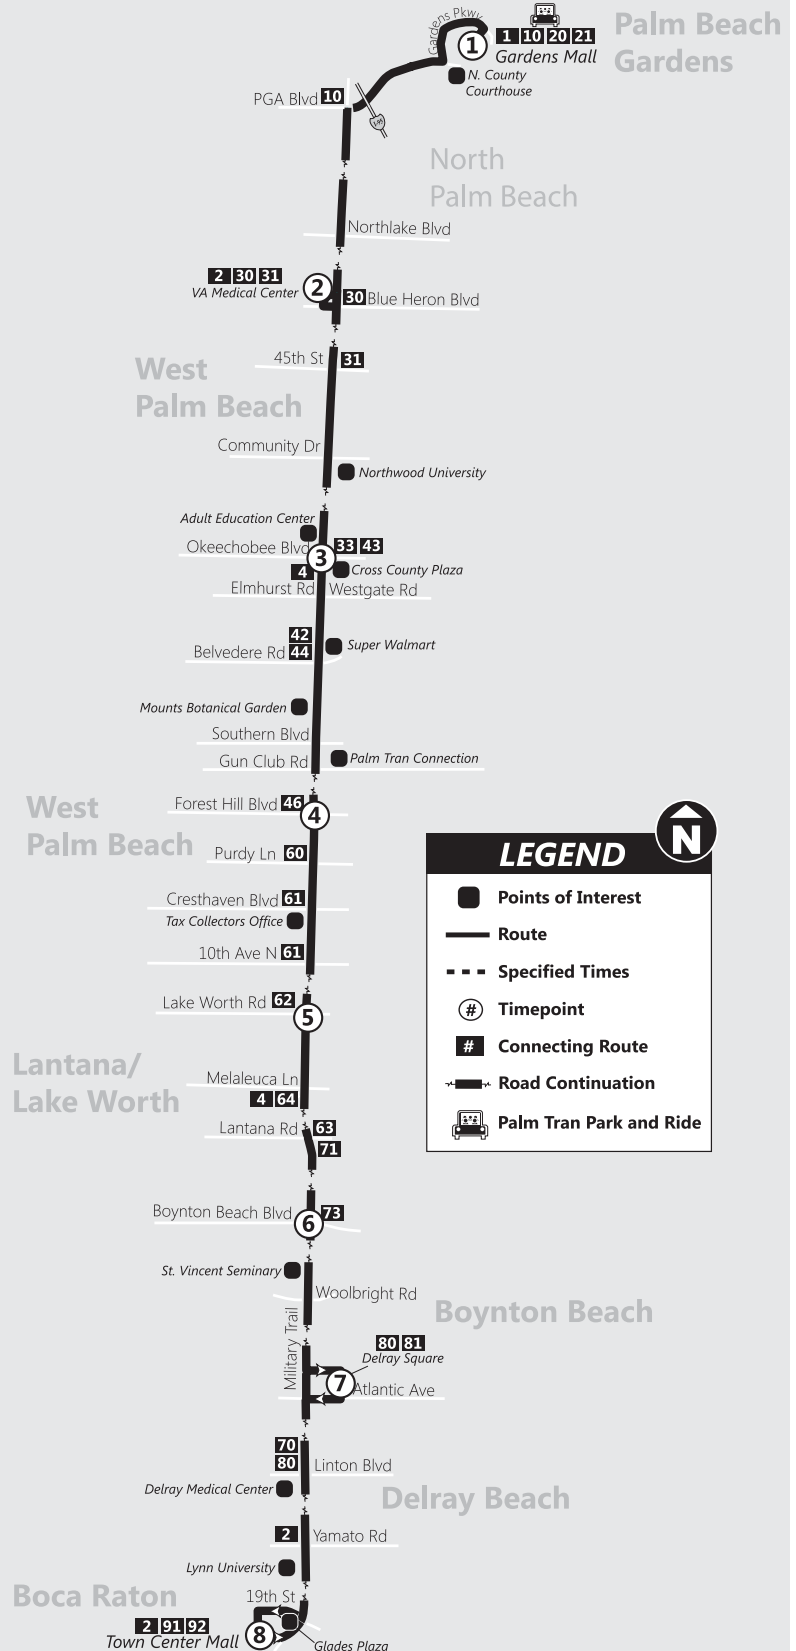 Gardens Pkwy
1
1 10 20 21
Gardens Mall
Palm Beach
Gardens
N. County
Courthouse
PGA Blvd 10
I-95
North
Palm Beach
Northlake Blvd
2 30 31
VA Medical Center
2
30 Blue Heron Blvd
45th St 31
West
Palm Beach
Community Dr
Northwood University
Adult Education Center
Okeechobee Blvd
3
33 43
4
Cross County Plaza
Elmhurst Rd
Westgate Rd
42
Belvedere Rd 44
Super Walmart
Mounts Botanical Garden
Southern Blvd
Gun Club Rd
Palm Tran Connection
West
Palm Beach
Forest Hill Blvd 46
4
Purdy Ln 60
Cresthaven Blvd 61
Tax Collectors Office
10th Ave N 61
Lake Worth Rd 62
5
Lantana/
Lake Worth
Melaleuca Ln
4 64
Lantana Rd 63
71
Boynton Beach Blvd
6
73
St. Vincent Seminary
Woolbright Rd
Boynton Beach
Military Trail
80 81
Delray Square
7
Atlantic Ave
70
80 Linton Blvd
Delray Medical Center
Delray Beach
2 Yamato Rd
Lynn University
Boca Raton
19th St
2 91 92
Town Center Mall
8
Glades Plaza
N
LEGEND
Points of Interest
Route
Specified Times
# Timepoint
# Connecting Route
Road Continuation
Palm Tran Park and Ride